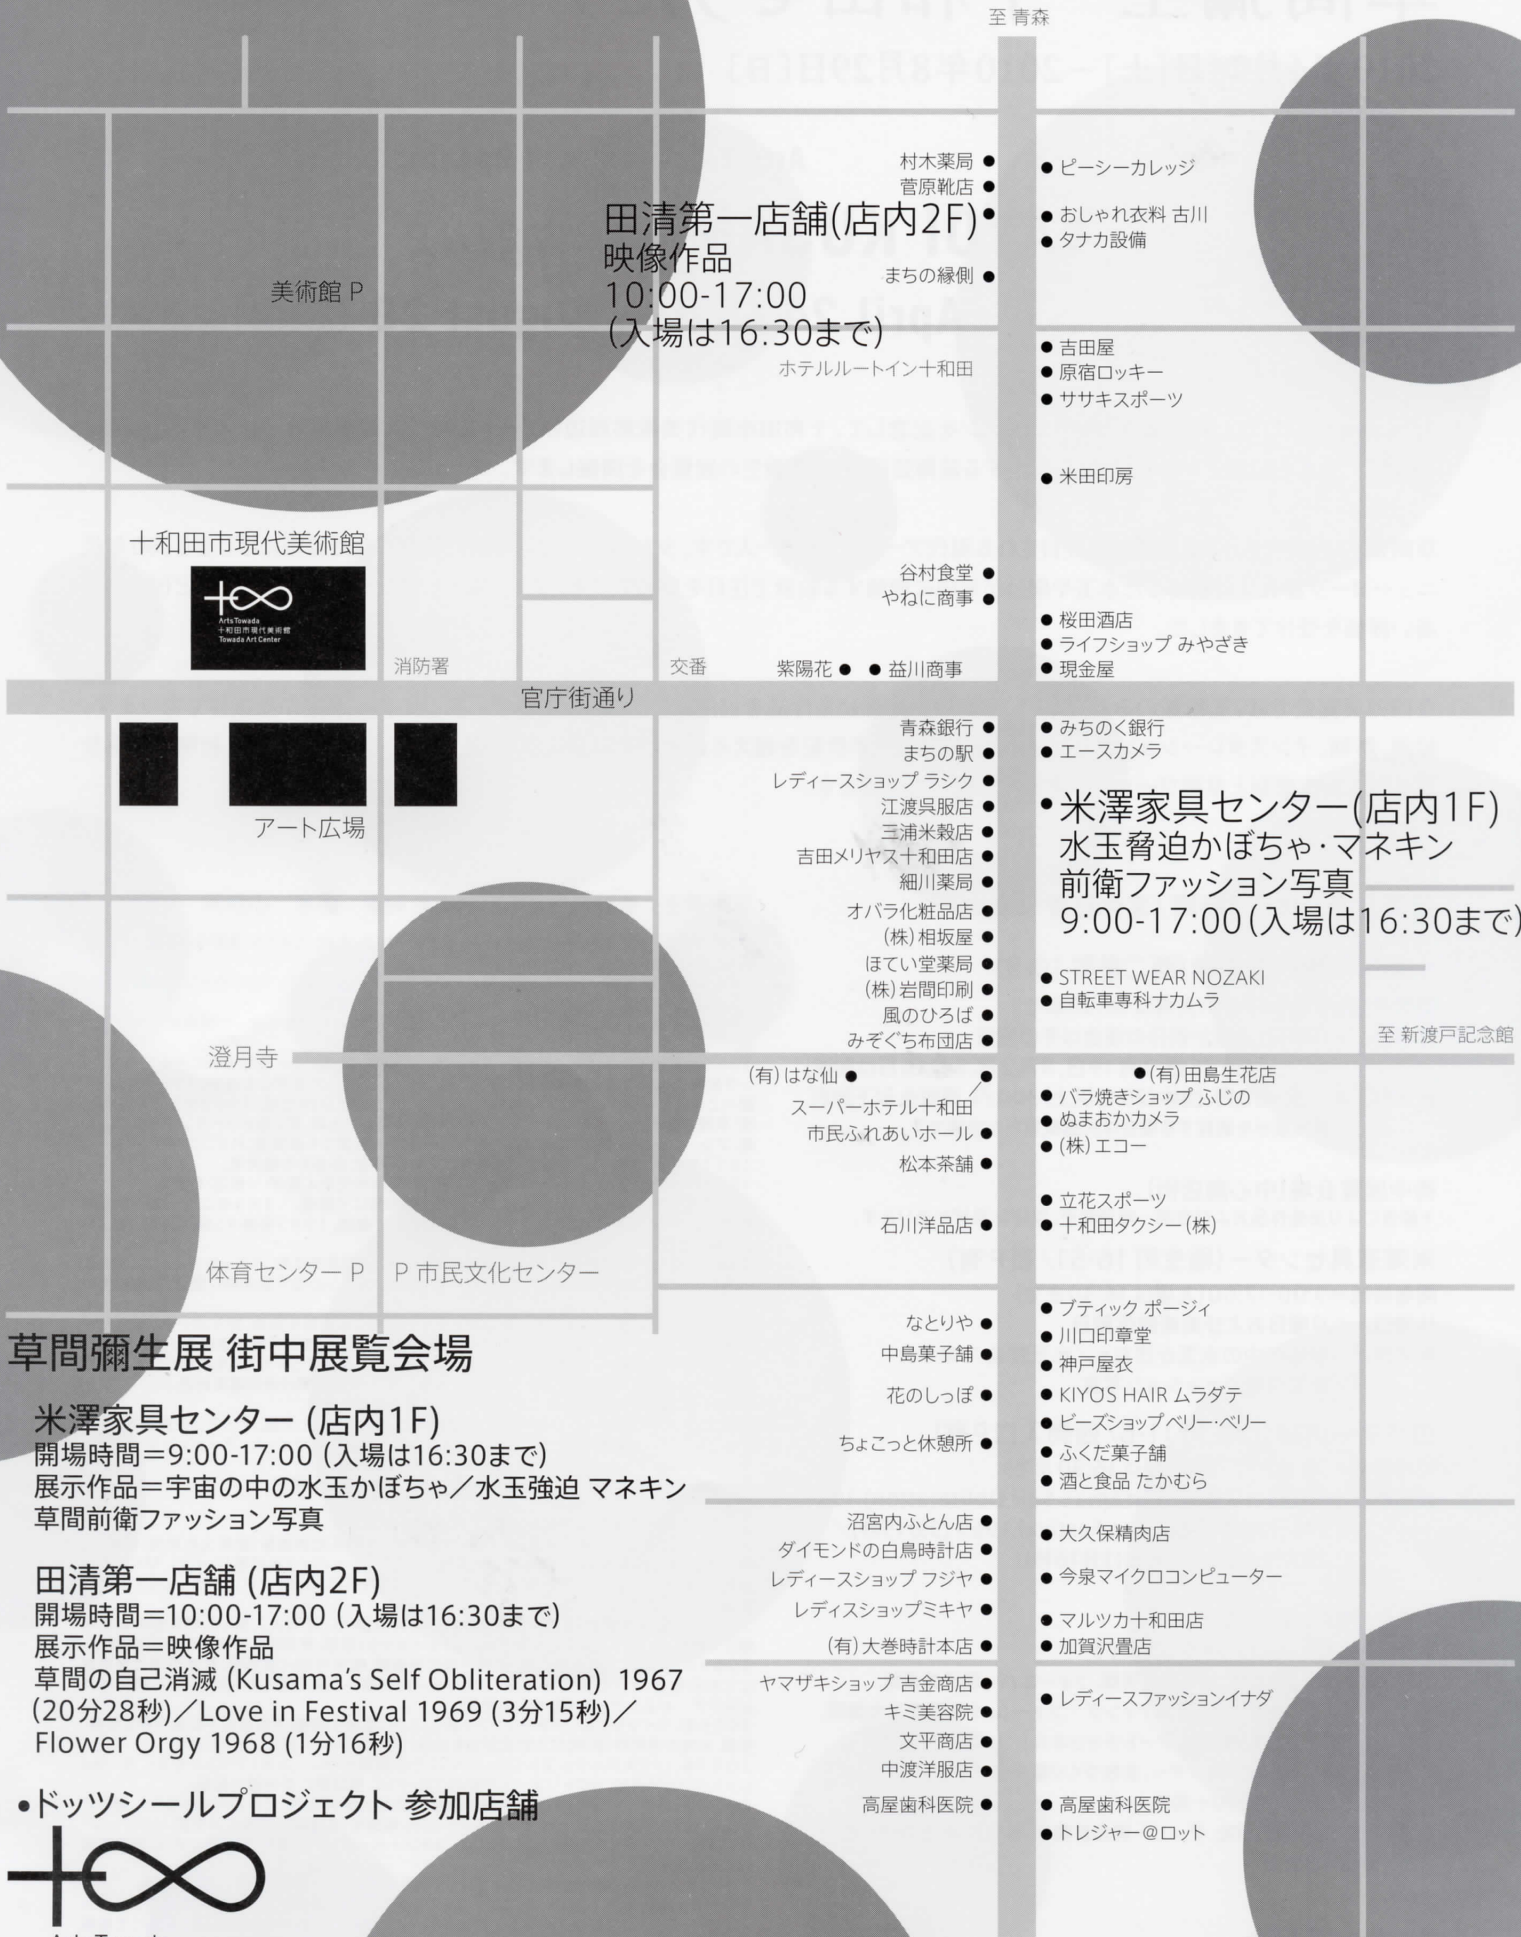 至 青森
村木薬局
菅原靴店
田清第一店舗(店内2F)
映像作品
10:00-17:00
(入場は16:30まで)
まちの縁側
ホテルルートイン十和田
ピーシーカレッジ
おしゃれ衣料 古川
タナカ設備
吉田屋
原宿ロッキー
ササキスポーツ
米田印房
美術館 P
十和田市現代美術館
ArtsTowada
十和田市現代美術館
Towada Art Center
消防署
交番
谷村食堂
やねに商事
紫陽花
益川商事
桜田酒店
ライフショップ みやざき
現金屋
官庁街通り
アート広場
青森銀行
まちの駅
レディースショップ ラシク
江渡呉服店
三浦米穀店
吉田メリヤス十和田店
細川薬局
オバラ化粧品店
(株)相坂屋
ほてい堂薬局
(株)岩間印刷
風のひろば
みぞぐち布団店
みちのく銀行
エースカメラ
米澤家具センター(店内1F)
水玉脅迫かぼちゃ・マネキン
前衛ファッション写真
9:00-17:00(入場は16:30まで)
STREET WEAR NOZAKI
自転車専科ナカムラ
至 新渡戸記念館
澄月寺
(有)はな仙
スーパーホテル十和田
市民ふれあいホール
松本茶舗
石川洋品店
(有)田島生花店
バラ焼きショップ ふじの
ぬまおかカメラ
(株)エコー
立花スポーツ
十和田タクシー(株)
体育センター P
P 市民文化センター
なとりや
中島菓子舗
花のしっぽ
ちょこっと休憩所
ブティック ポージィ
川口印章堂
神戸屋衣
KIYO'S HAIR ムラダテ
ビーズショップ ベリー・ベリー
ふくだ菓子舗
酒と食品 たかむら
沼宮内ふとん店
ダイモンドの白鳥時計店
レディースショップ フジヤ
レディスショップミキヤ
(有)大巻時計本店
大久保精肉店
今泉マイクロコンピューター
マルツカ十和田店
加賀沢畳店
ヤマザキショップ 吉金商店
キミ美容院
文平商店
中渡洋服店
高屋歯科医院
レディースファッションイナダ
高屋歯科医院
トレジャー@ロット
草間彌生展 街中展覧会場
米澤家具センター (店内1F)
開場時間=9:00-17:00 (入場は16:30まで)
展示作品=宇宙の中の水玉かぼちゃ／水玉強迫 マネキン
草間前衛ファッション写真
田清第一店舗 (店内2F)
開場時間=10:00-17:00 (入場は16:30まで)
展示作品=映像作品
草間の自己消滅 (Kusama's Self Obliteration) 1967
(20分28秒)／Love in Festival 1969 (3分15秒)／
Flower Orgy 1968 (1分16秒)
•ドッツシールプロジェクト 参加店舗